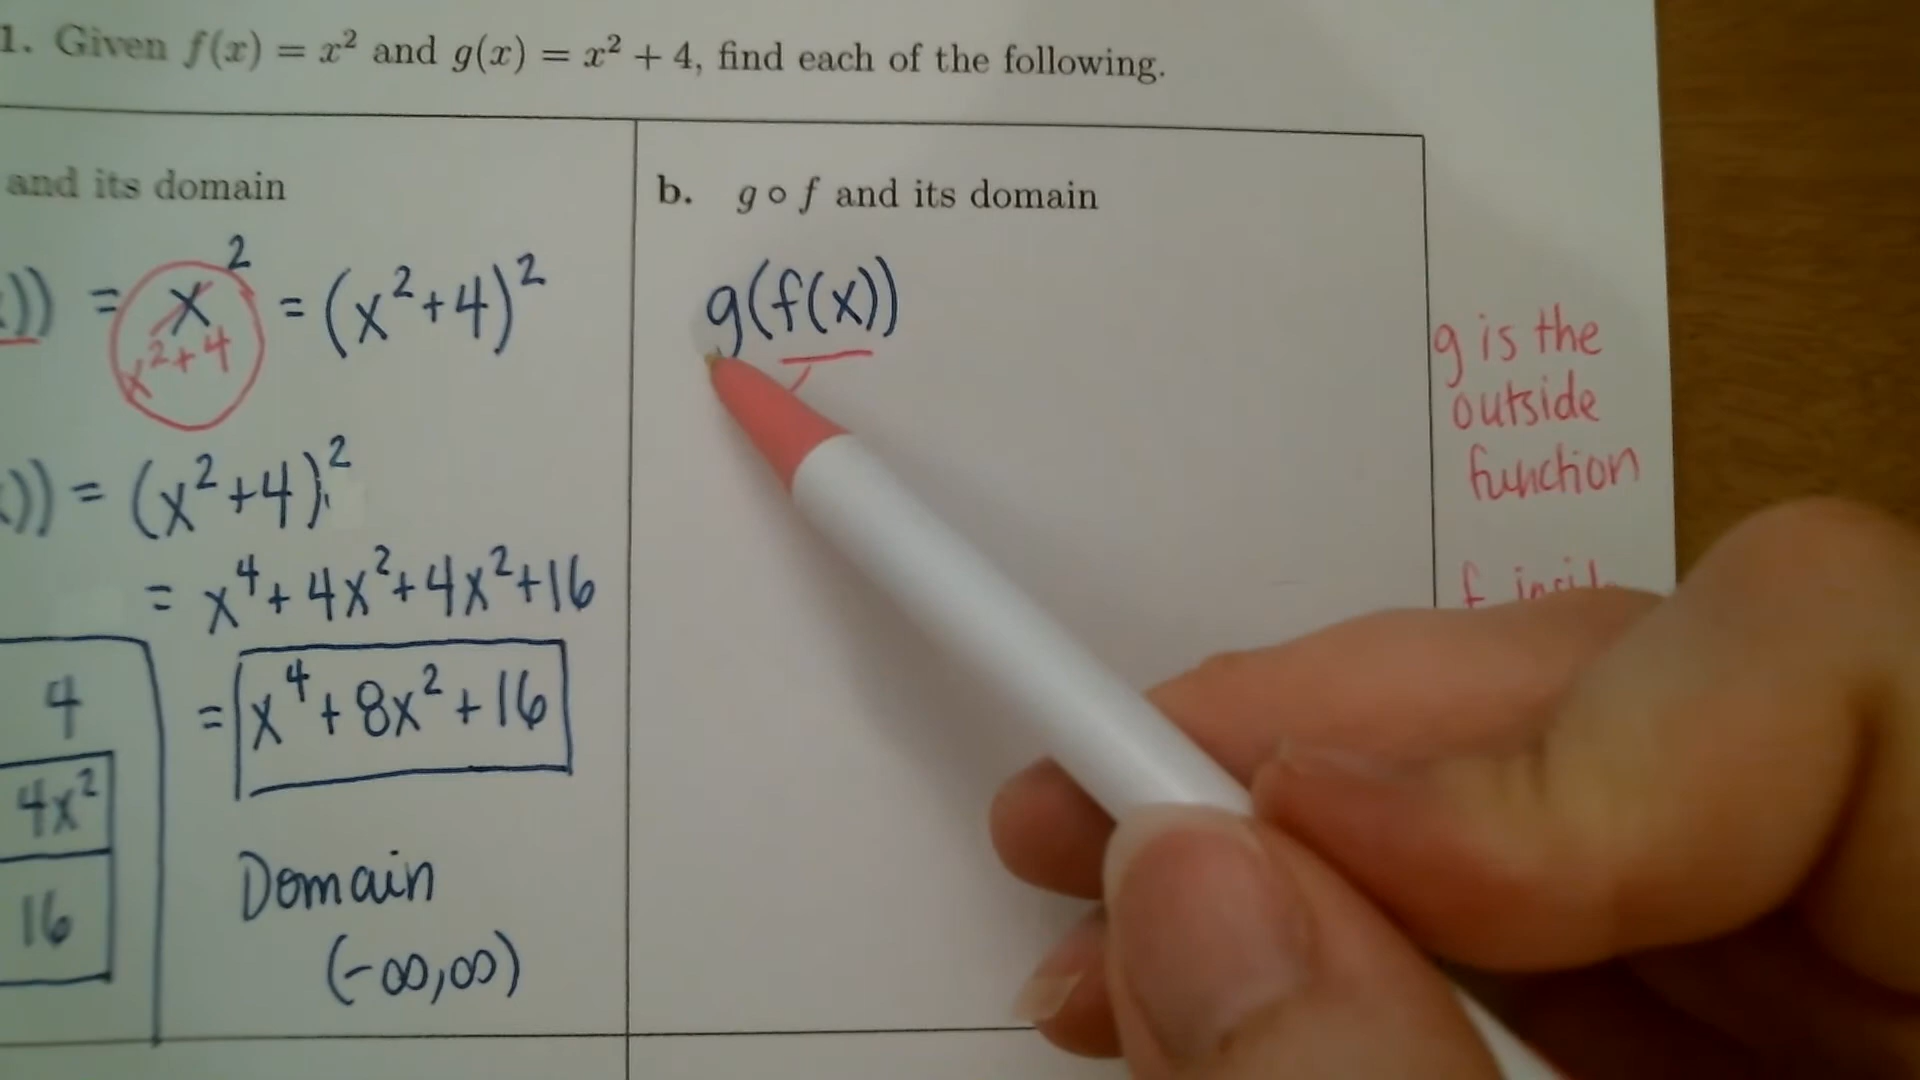 1. Given f(x) = x² and g(x) = x² + 4, find each of the following.
and its domain
)) = x² = (x²+4)²
x²+4
)) = (x²+4)²
= x⁴ + 4x² + 4x² + 16
= x⁴ + 8x² + 16
4
4x²
16
Domain
(-∞,∞)
b. g ∘ f and its domain
g(f(x))
g is the
outside
function
f